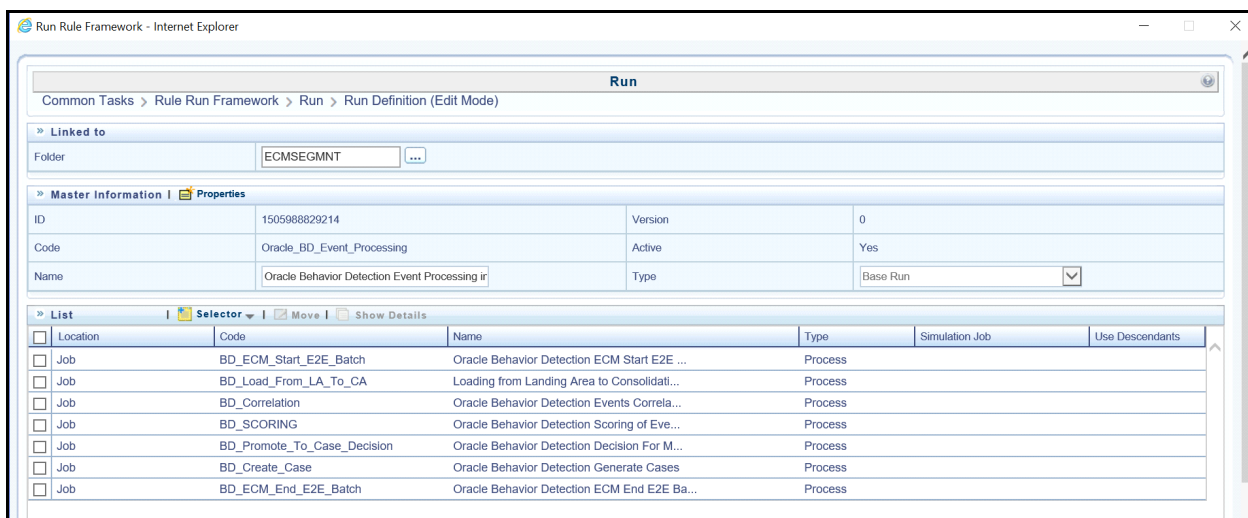 Run Rule Framework - Internet Explorer
Run
Common Tasks > Rule Run Framework > Run > Run Definition (Edit Mode)
» Linked to
Folder ECMSEGMNT ...
» Master Information | Properties
ID 1505988829214 Version 0
Code Oracle_BD_Event_Processing Active Yes
Name Oracle Behavior Detection Event Processing ir Type Base Run
» List | Selector | Move | Show Details
Location Code Name Type Simulation Job Use Descendants
Job BD_ECM_Start_E2E_Batch Oracle Behavior Detection ECM Start E2E ... Process
Job BD_Load_From_LA_To_CA Loading from Landing Area to Consolidati... Process
Job BD_Correlation Oracle Behavior Detection Events Correla... Process
Job BD_SCORING Oracle Behavior Detection Scoring of Eve... Process
Job BD_Promote_To_Case_Decision Oracle Behavior Detection Decision For M... Process
Job BD_Create_Case Oracle Behavior Detection Generate Cases Process
Job BD_ECM_End_E2E_Batch Oracle Behavior Detection ECM End E2E Ba... Process